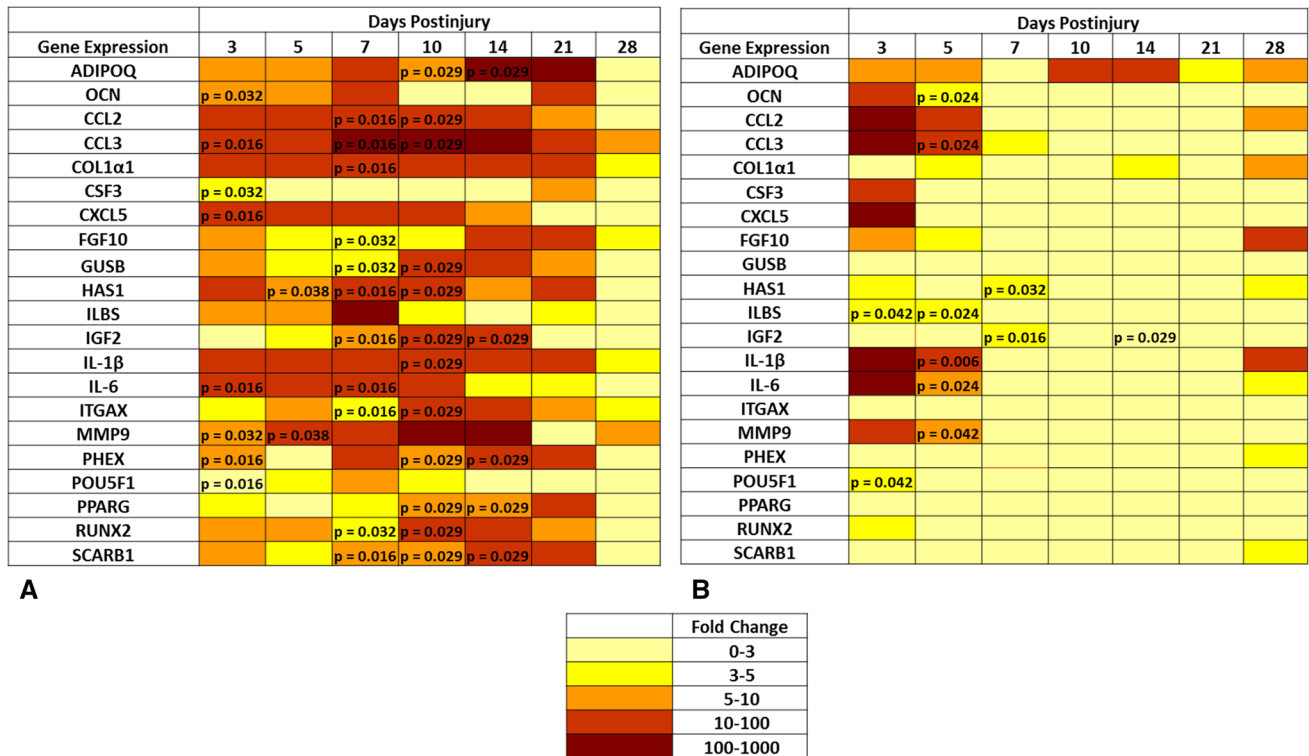 Days Postinjury
Gene Expression 3 5 7 10 14 21 28
ADIPOQ p = 0.029 p = 0.029
OCN p = 0.032
CCL2 p = 0.016 p = 0.029
CCL3 p = 0.016 p = 0.016 p = 0.029
COL1α1 p = 0.016
CSF3 p = 0.032
CXCL5 p = 0.016
FGF10 p = 0.032
GUSB p = 0.032 p = 0.029
HAS1 p = 0.038 p = 0.016 p = 0.029
ILBS
IGF2 p = 0.016 p = 0.029 p = 0.029
IL-1β p = 0.029
IL-6 p = 0.016 p = 0.016
ITGAX p = 0.016 p = 0.029
MMP9 p = 0.032 p = 0.038
PHEX p = 0.016 p = 0.029 p = 0.029
POU5F1 p = 0.016
PPARG p = 0.029 p = 0.029
RUNX2 p = 0.032 p = 0.029
SCARB1 p = 0.016 p = 0.029 p = 0.029
A
Days Postinjury
Gene Expression 3 5 7 10 14 21 28
ADIPOQ
OCN p = 0.024
CCL2
CCL3 p = 0.024
COL1α1
CSF3
CXCL5
FGF10
GUSB
HAS1 p = 0.032
ILBS p = 0.042 p = 0.024
IGF2 p = 0.016 p = 0.029
IL-1β p = 0.006
IL-6 p = 0.024
ITGAX
MMP9 p = 0.042
PHEX
POU5F1 p = 0.042
PPARG
RUNX2
SCARB1
B
Fold Change
0-3
3-5
5-10
10-100
100-1000